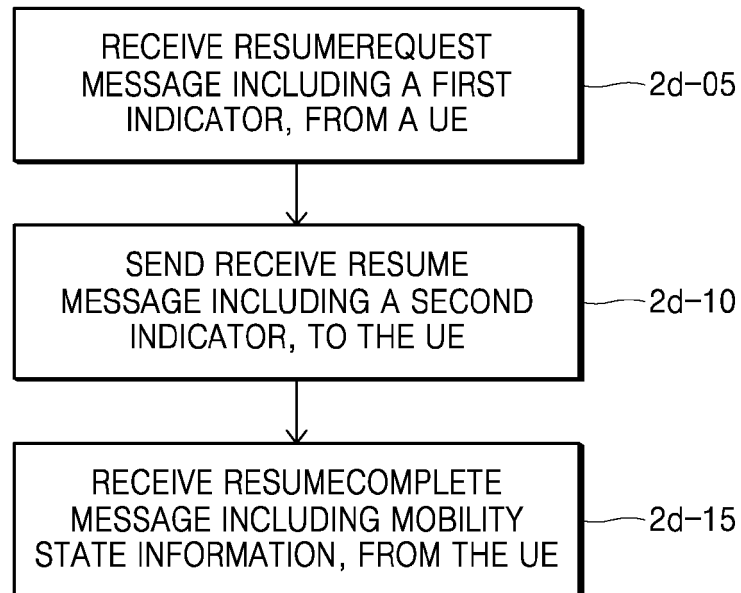 RECEIVE RESUMEREQUEST
MESSAGE INCLUDING A FIRST
INDICATOR, FROM A UE
2d-05
SEND RECEIVE RESUME
MESSAGE INCLUDING A SECOND
INDICATOR, TO THE UE
2d-10
RECEIVE RESUMECOMPLETE
MESSAGE INCLUDING MOBILITY
STATE INFORMATION, FROM THE UE
2d-15